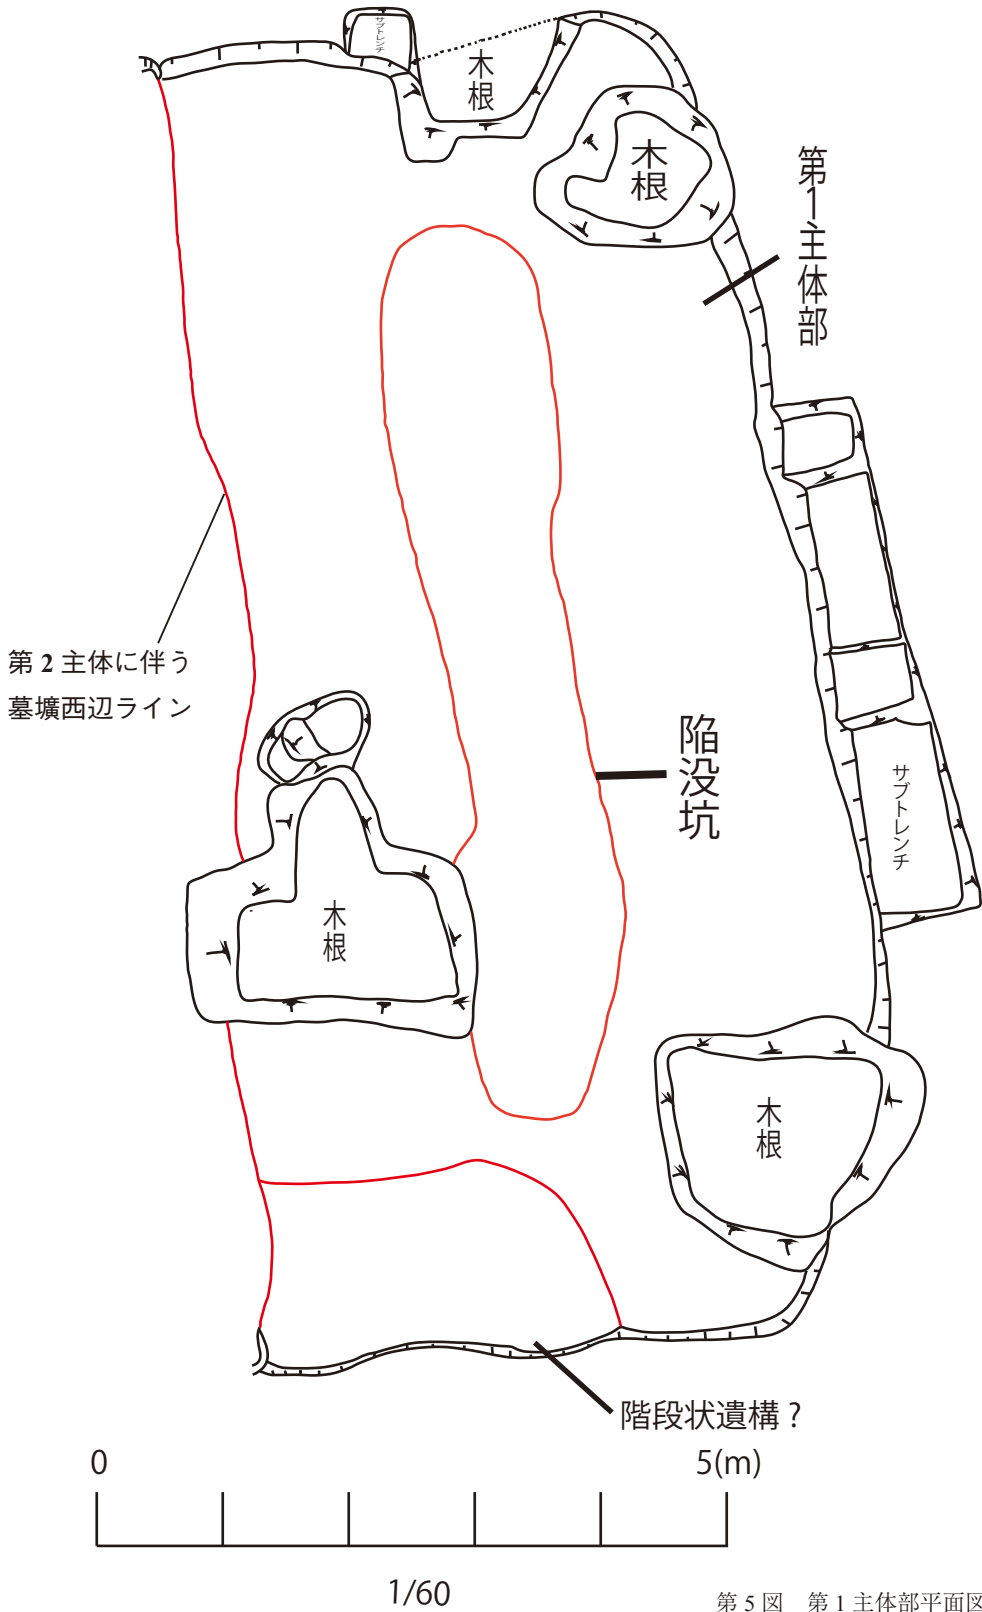 サブトレンチ
木根
木根
第1主体部
第2主体に伴う
墓壙西辺ライン
陥没坑
サブトレンチ
木根
木根
階段状遺構？
0
5(m)
1/60
第5図　第1主体部平面図